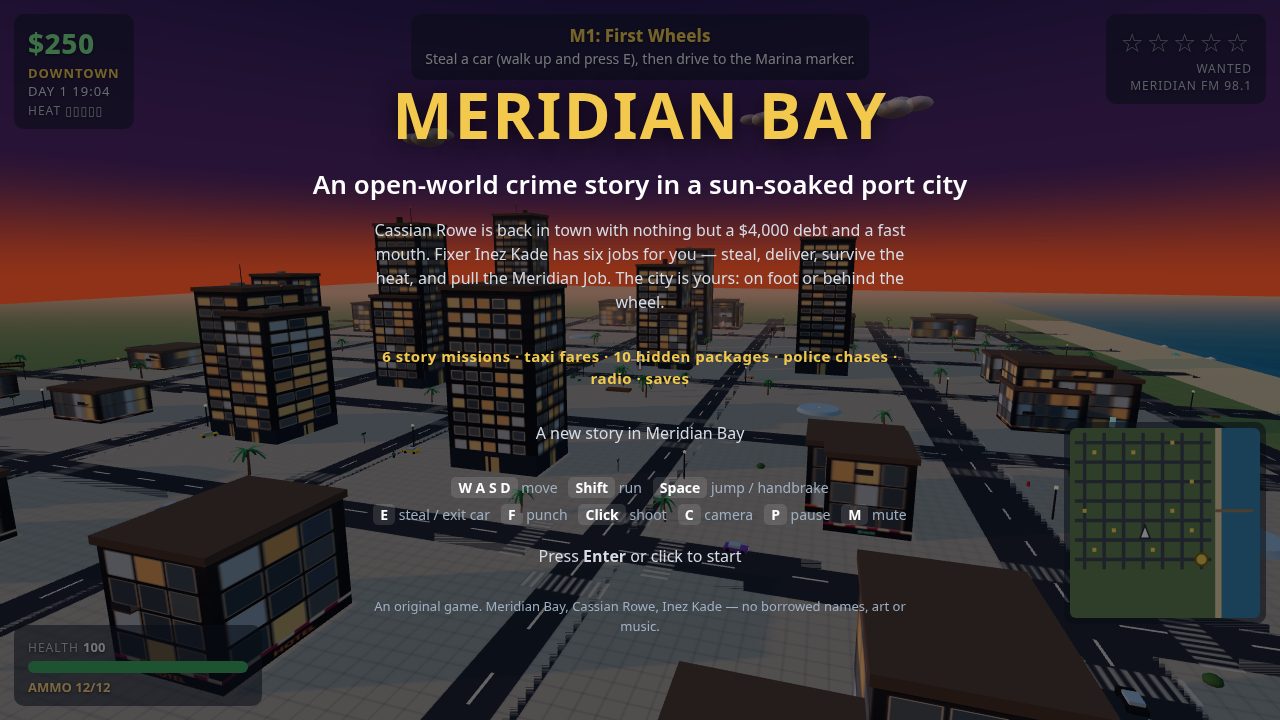 $250
DOWNTOWN
DAY 1 19:04
HEAT
M1: First Wheels
Steal a car (walk up and press E), then drive to the Marina marker.
☆☆☆☆☆
WANTED
MERIDIAN FM 98.1
MERIDIAN BAY
An open-world crime story in a sun-soaked port city
Cassian Rowe is back in town with nothing but a $4,000 debt and a fast
mouth. Fixer Inez Kade has six jobs for you — steal, deliver, survive the
heat, and pull the Meridian Job. The city is yours: on foot or behind the
wheel.
6 story missions · taxi fares · 10 hidden packages · police chases ·
radio · saves
A new story in Meridian Bay
W A S D move Shift run Space jump / handbrake
E steal / exit car F punch Click shoot C camera P pause M mute
Press Enter or click to start
An original game. Meridian Bay, Cassian Rowe, Inez Kade — no borrowed names, art or
music.
HEALTH 100
AMMO 12/12